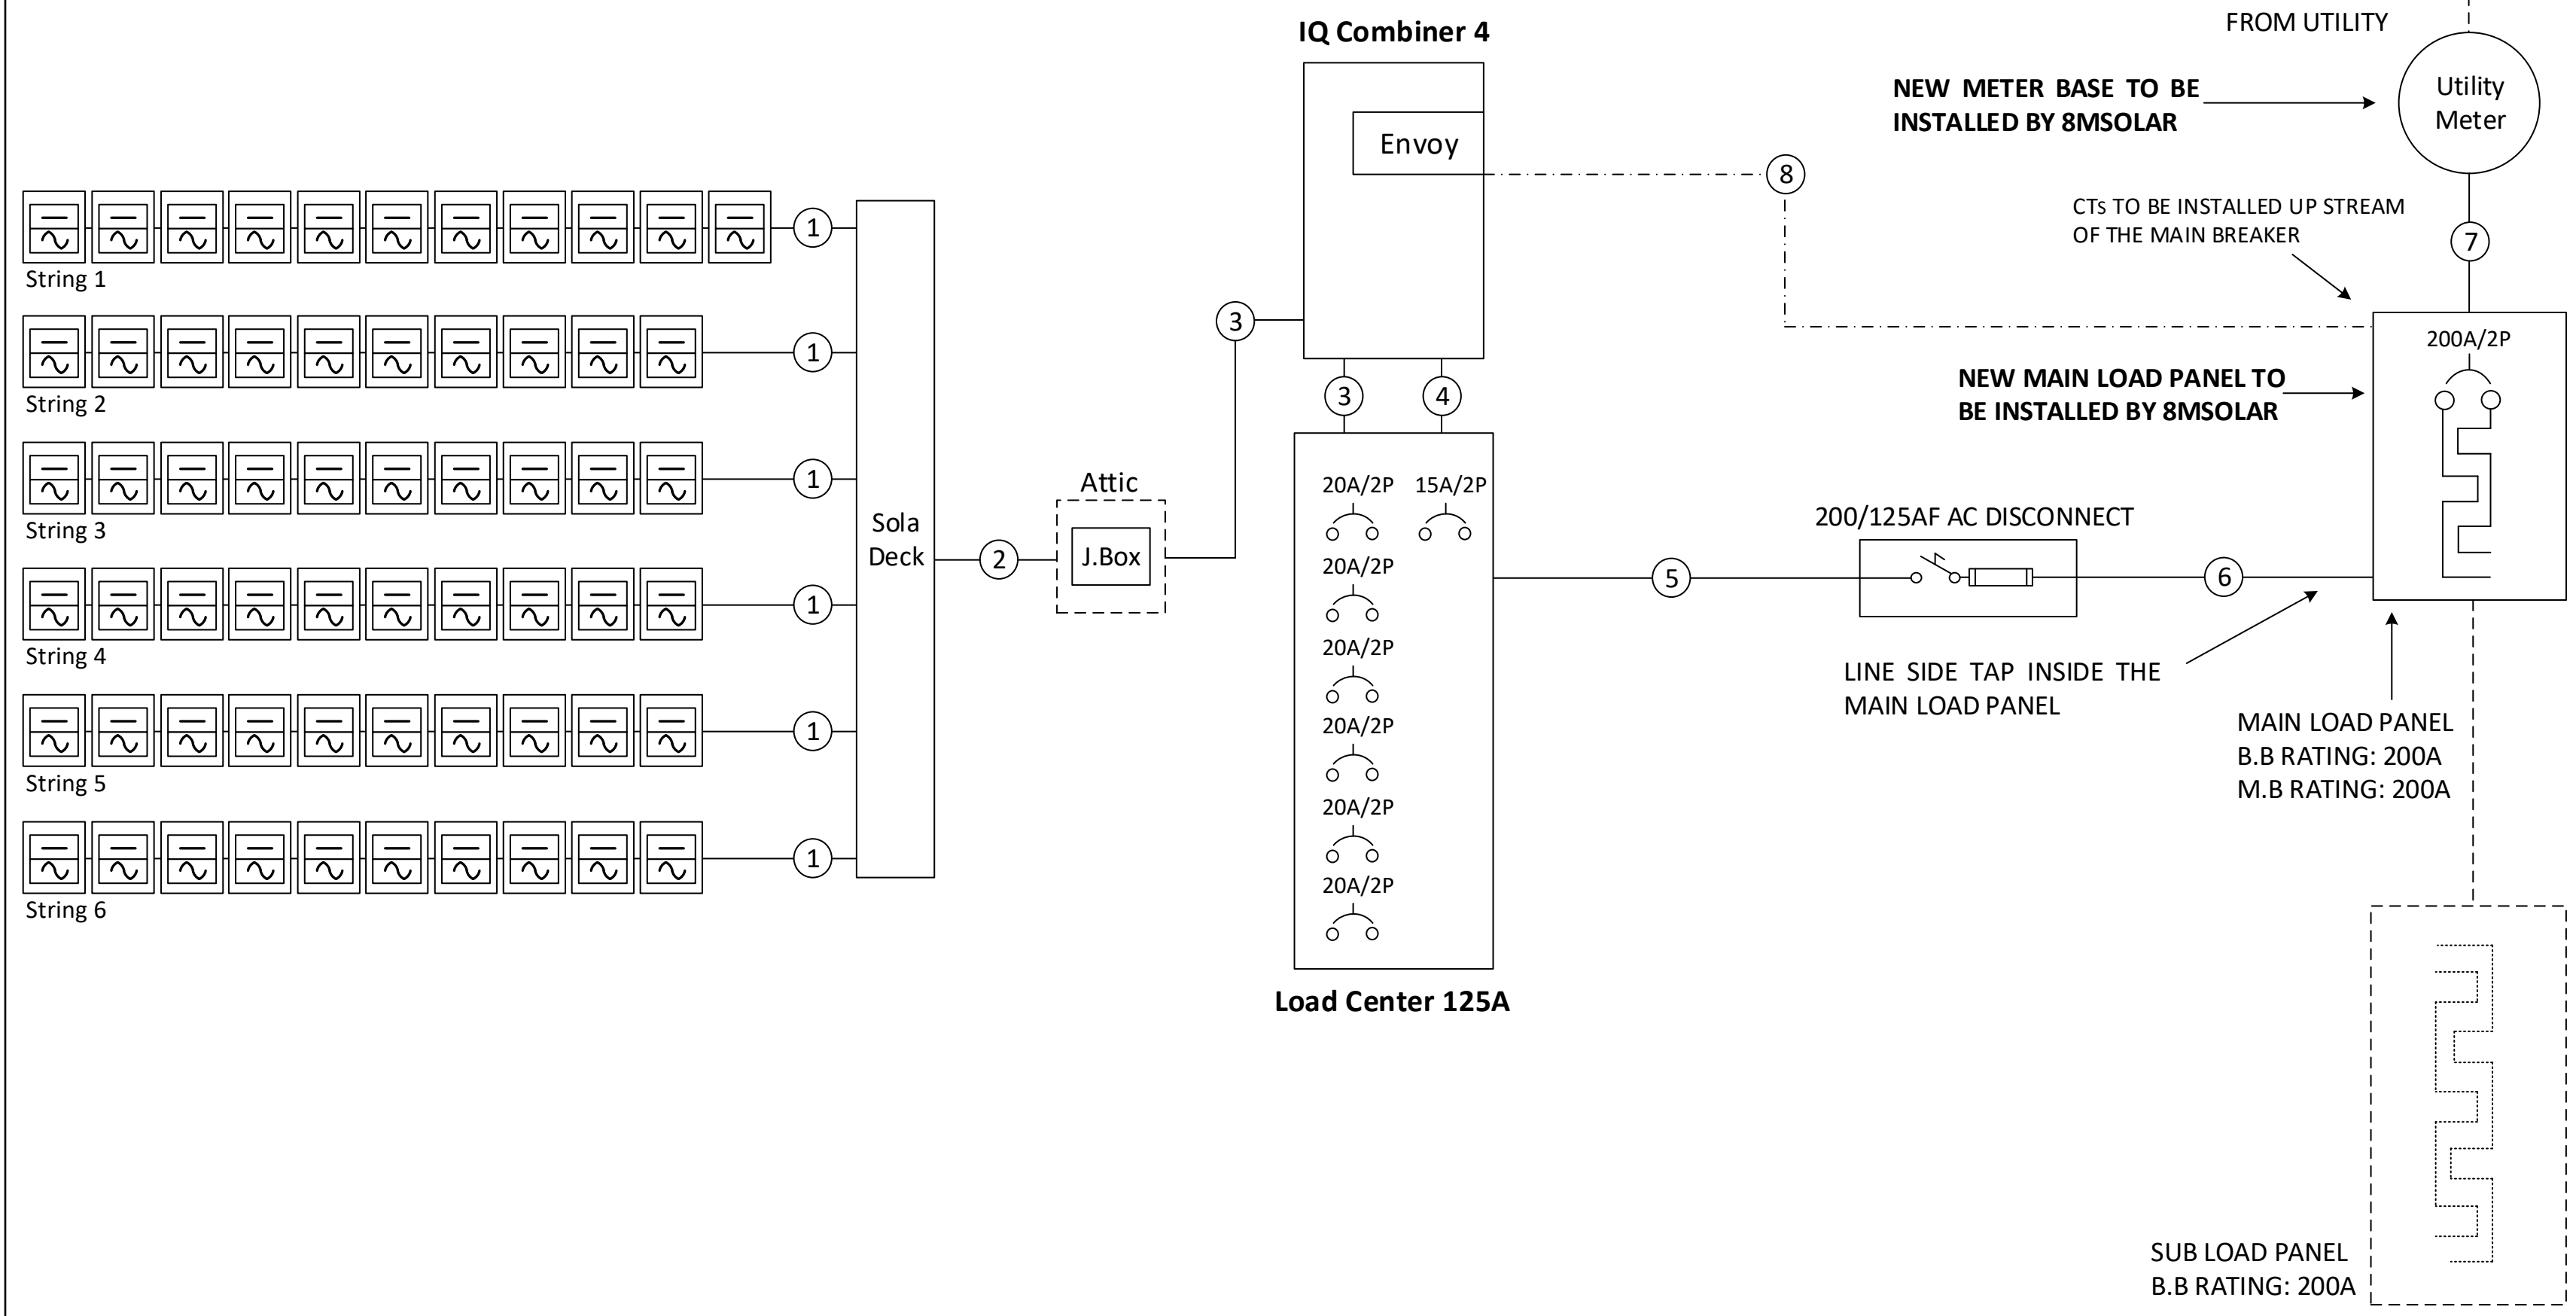 IQ Combiner 4
Envoy
FROM UTILITY
Utility
Meter
NEW METER BASE TO BE
INSTALLED BY 8MSOLAR
8
CTs TO BE INSTALLED UP STREAM
OF THE MAIN BREAKER
7
String 1
1
String 2
1
String 3
1
String 4
1
String 5
1
String 6
1
Sola
Deck
2
Attic
J.Box
3
3
4
20A/2P
15A/2P
20A/2P
20A/2P
20A/2P
20A/2P
20A/2P
Load Center 125A
5
200/125AF AC DISCONNECT
6
LINE SIDE TAP INSIDE THE
MAIN LOAD PANEL
200A/2P
NEW MAIN LOAD PANEL TO
BE INSTALLED BY 8MSOLAR
MAIN LOAD PANEL
B.B RATING: 200A
M.B RATING: 200A
SUB LOAD PANEL
B.B RATING: 200A